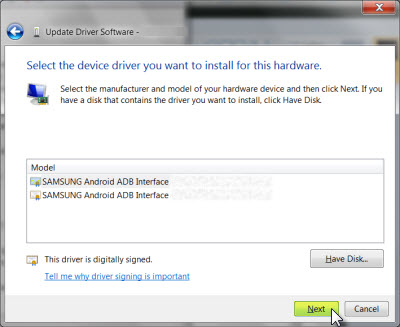 Update Driver Software -
Select the device driver you want to install for this hardware.
Select the manufacturer and model of your hardware device and then click Next. If you
have a disk that contains the driver you want to install, click Have Disk.
Model
SAMSUNG Android ADB Interface
SAMSUNG Android ADB Interface
This driver is digitally signed.
Have Disk...
Tell me why driver signing is important
Next
Cancel